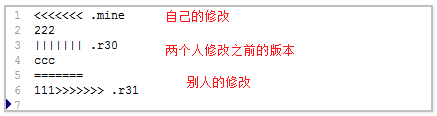 1 <<<<<<< .mine 自己的修改
2 222
3 ||||||| .r30 两个人修改之前的版本
4 ccc
5 =======
6 111>>>>>>> .r31 别人的修改
7